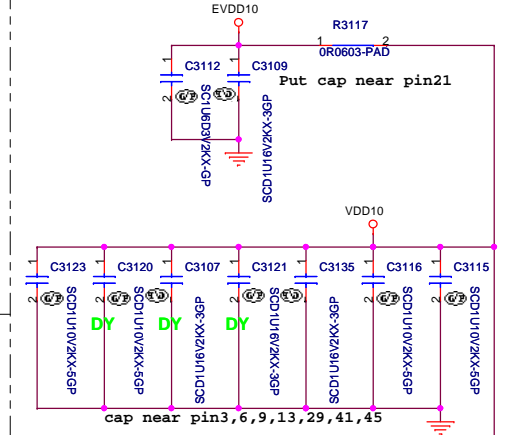 EVDD10
R3117
1 2
0R0603-PAD
1 C3112 1 C3109
2 G/P 2 T/D
SC1U6D3V2KX-GP
SCD1U16V2KX-3GP
Put cap near pin21
VDD10
1 C3123 1 C3120 1 C3107 1 C3121 1 C3135 1 C3116 1 C3115
2 G/P 2 G/P 2 T/D 2 G/P 2 T/D 2 G/P 2 G/P
SCD1U10V2KX-5GP
SCD1U10V2KX-5GP
SCD1U16V2KX-3GP
SCD1U16V2KX-3GP
SCD1U16V2KX-3GP
SCD1U10V2KX-5GP
SCD1U10V2KX-5GP
DY DY DY
cap near pin3,6,9,13,29,41,45